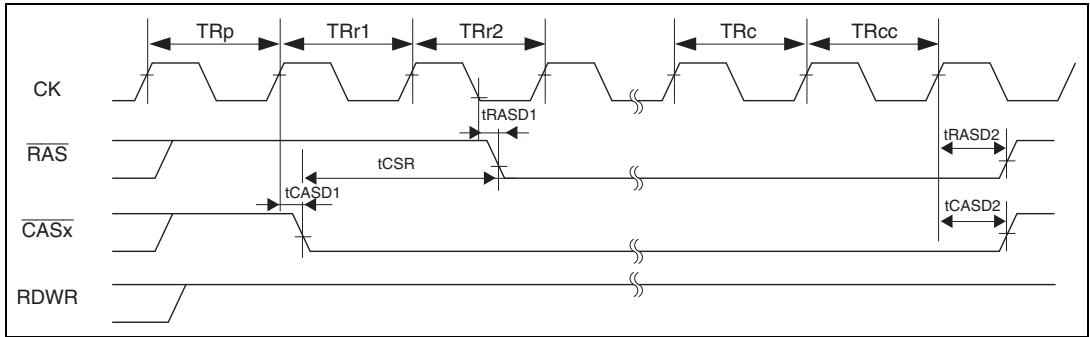 TRp TRr1 TRr2 TRc TRcc
CK
tRASD1
RAS
tRASD2
tCSR
tCASD1
tCASD2
CASx
RDWR